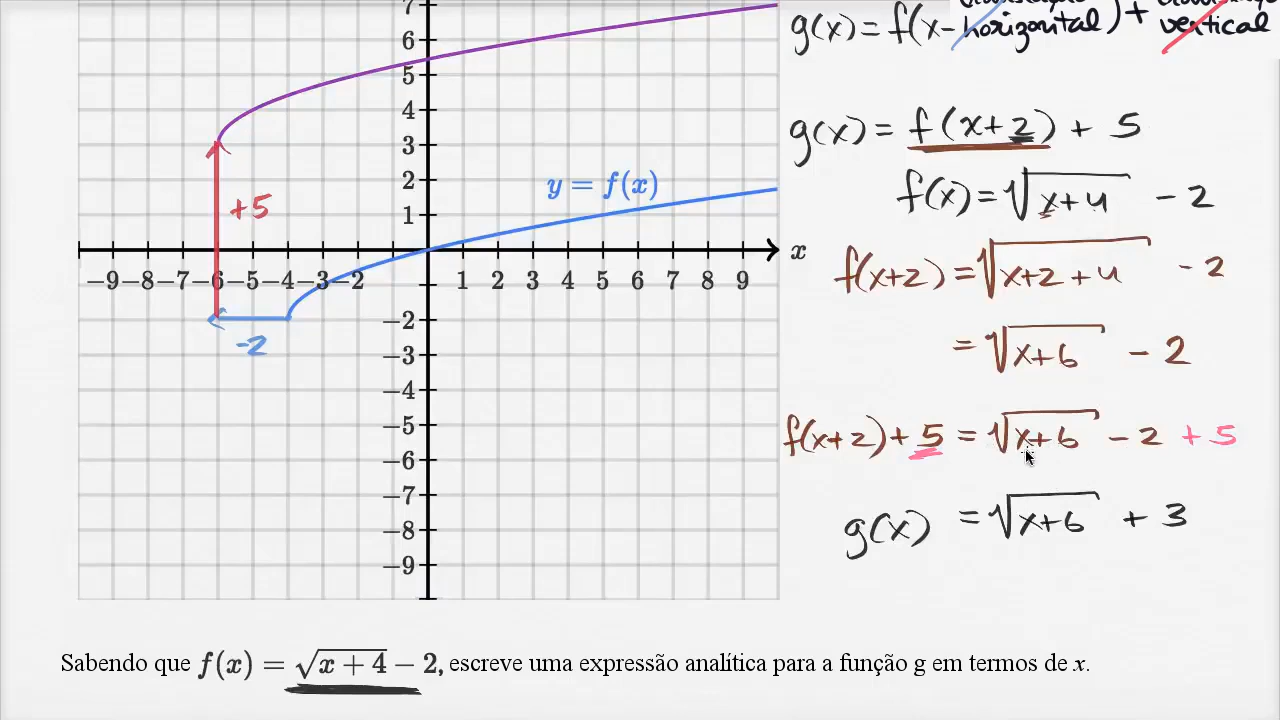 g(x) = f(x - horizontal) + vertical
g(x) = f(x+2) + 5
f(x) = √x+4 - 2
f(x+2) = √x+2+4 - 2
= √x+6 - 2
f(x+2) + 5 = √x+6 - 2 + 5
g(x) = √x+6 + 3
7
6
5
4
3
2
1
y = f(x)
+5
x
−9 −8 −7 −6 −5 −4 −3 −2 1 2 3 4 5 6 7 8 9
−2
-2
−3
−4
−5
−6
−7
−8
−9
Sabendo que f(x) = √x + 4 − 2, escreve uma expressão analítica para a função g em termos de x.